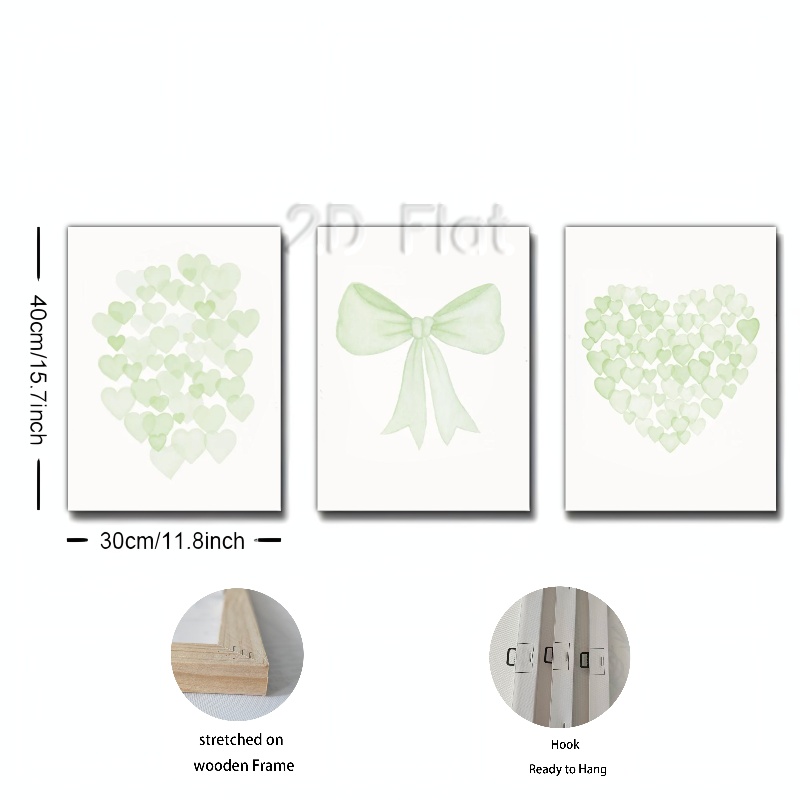 2D Flat
40cm/15.7inch
30cm/11.8inch
stretched on
wooden Frame
Hook
Ready to Hang